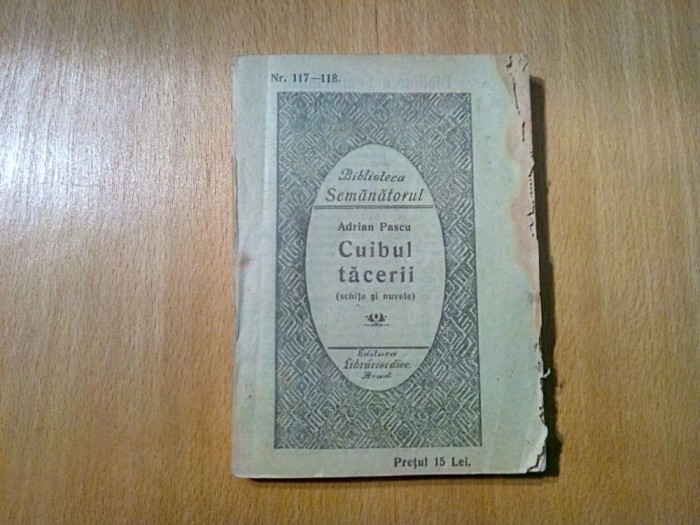 Nr. 117—118.
Biblioteca
Semănătorul
Adrian Pascu
Cuibul
tăcerii
(schițe și nuvele)
Editura
Librăriei diec.
Arad.
Prețul 15 Lei.